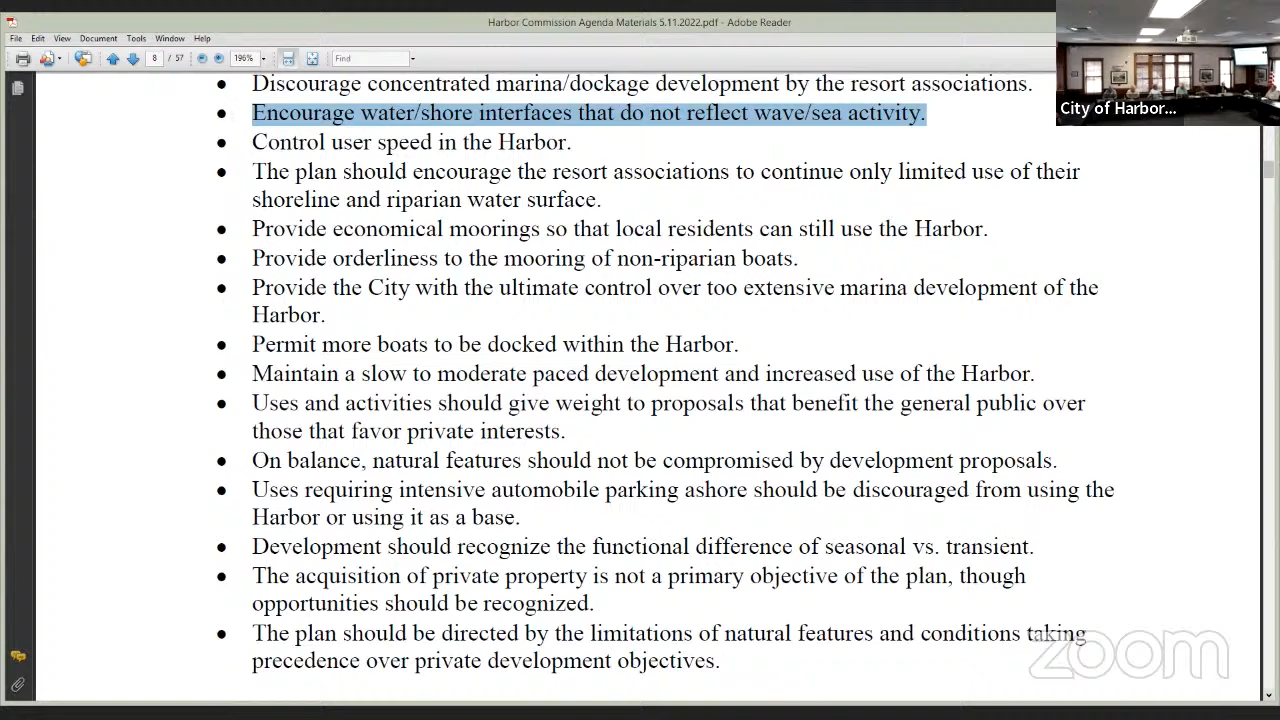 Harbor Commission Agenda Materials 5.11.2022.pdf - Adobe Reader
File Edit View Document Tools Window Help
8 / 57 196% Find
• Discourage concentrated marina/dockage development by the resort associations.
• Encourage water/shore interfaces that do not reflect wave/sea activity.
• Control user speed in the Harbor.
• The plan should encourage the resort associations to continue only limited use of their
shoreline and riparian water surface.
• Provide economical moorings so that local residents can still use the Harbor.
• Provide orderliness to the mooring of non-riparian boats.
• Provide the City with the ultimate control over too extensive marina development of the
Harbor.
• Permit more boats to be docked within the Harbor.
• Maintain a slow to moderate paced development and increased use of the Harbor.
• Uses and activities should give weight to proposals that benefit the general public over
those that favor private interests.
• On balance, natural features should not be compromised by development proposals.
• Uses requiring intensive automobile parking ashore should be discouraged from using the
Harbor or using it as a base.
• Development should recognize the functional difference of seasonal vs. transient.
• The acquisition of private property is not a primary objective of the plan, though
opportunities should be recognized.
• The plan should be directed by the limitations of natural features and conditions taking
precedence over private development objectives.
City of Harbor...
zoom